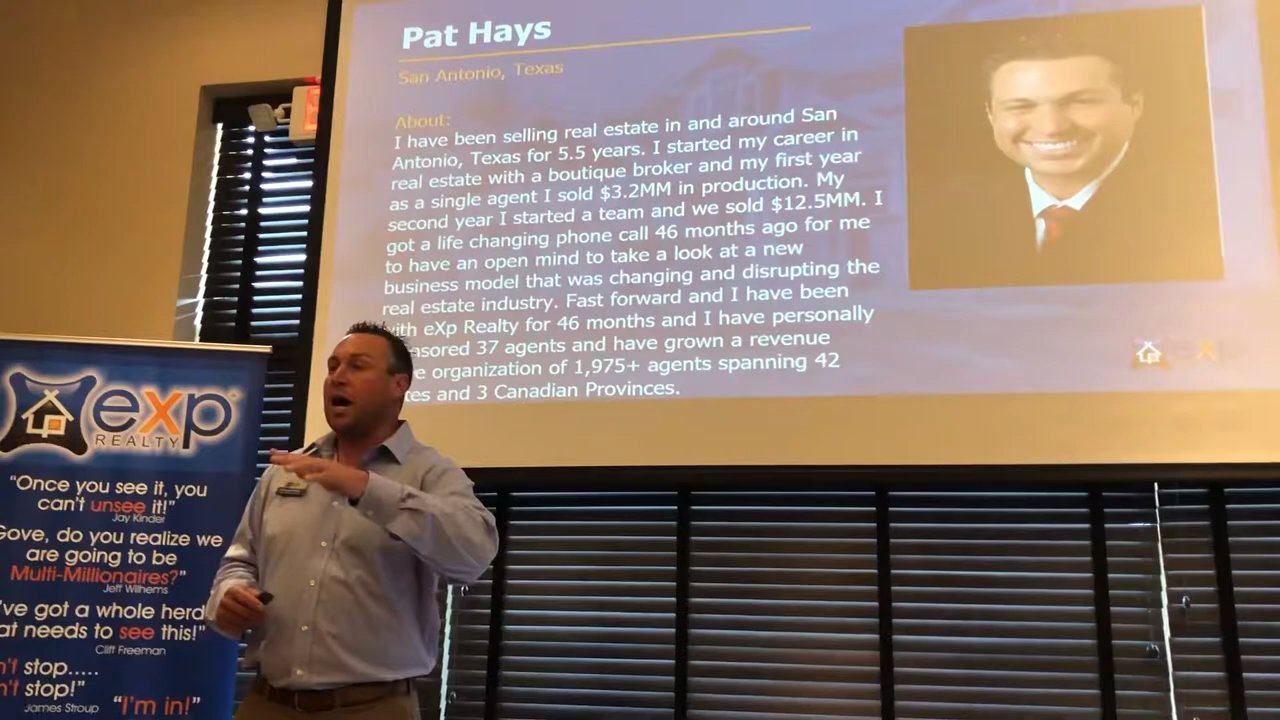 Pat Hays
San Antonio, Texas
About:
I have been selling real estate in and around San
Antonio, Texas for 5.5 years. I started my career in
real estate with a boutique broker and my first year
as a single agent I sold $3.2MM in production. My
second year I started a team and we sold $12.5MM. I
got a life changing phone call 46 months ago for me
to have an open mind to take a look at a new
business model that was changing and disrupting the
real estate industry. Fast forward and I have been
with eXp Realty for 46 months and I have personally
nsored 37 agents and have grown a revenue
e organization of 1,975+ agents spanning 42
tes and 3 Canadian Provinces.
eXp
exp
REALTY
"Once you see it, you
can't unsee it!"
Jay Kinder
Gove, do you realize we
are going to be
Multi-Millionaires?"
Jeff Wilhems
've got a whole herd
at needs to see this!"
Cliff Freeman
n't stop.....
n't stop!"
James Stroup
"I'm in!"